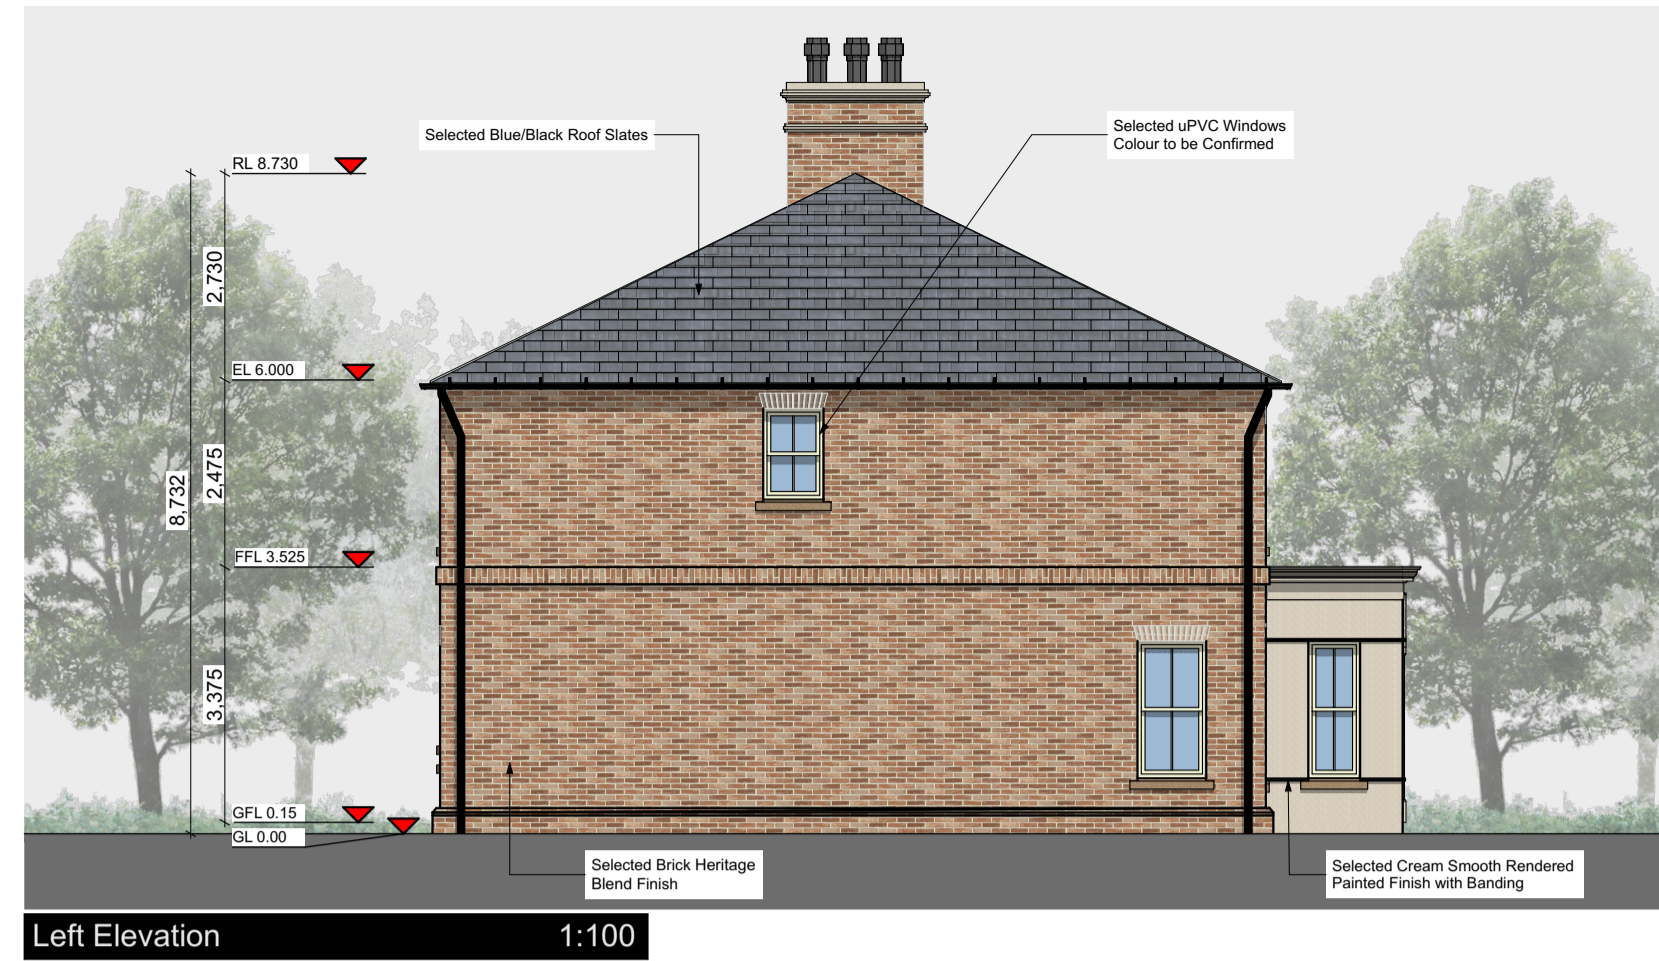 Selected Blue/Black Roof Slates
Selected uPVC Windows
Colour to be Confirmed
RL 8.730
2,730
EL 6.000
2,475
8,732
FFL 3.525
3,375
GFL 0.15
GL 0.00
Selected Brick Heritage
Blend Finish
Selected Cream Smooth Rendered
Painted Finish with Banding
Left Elevation 1:100